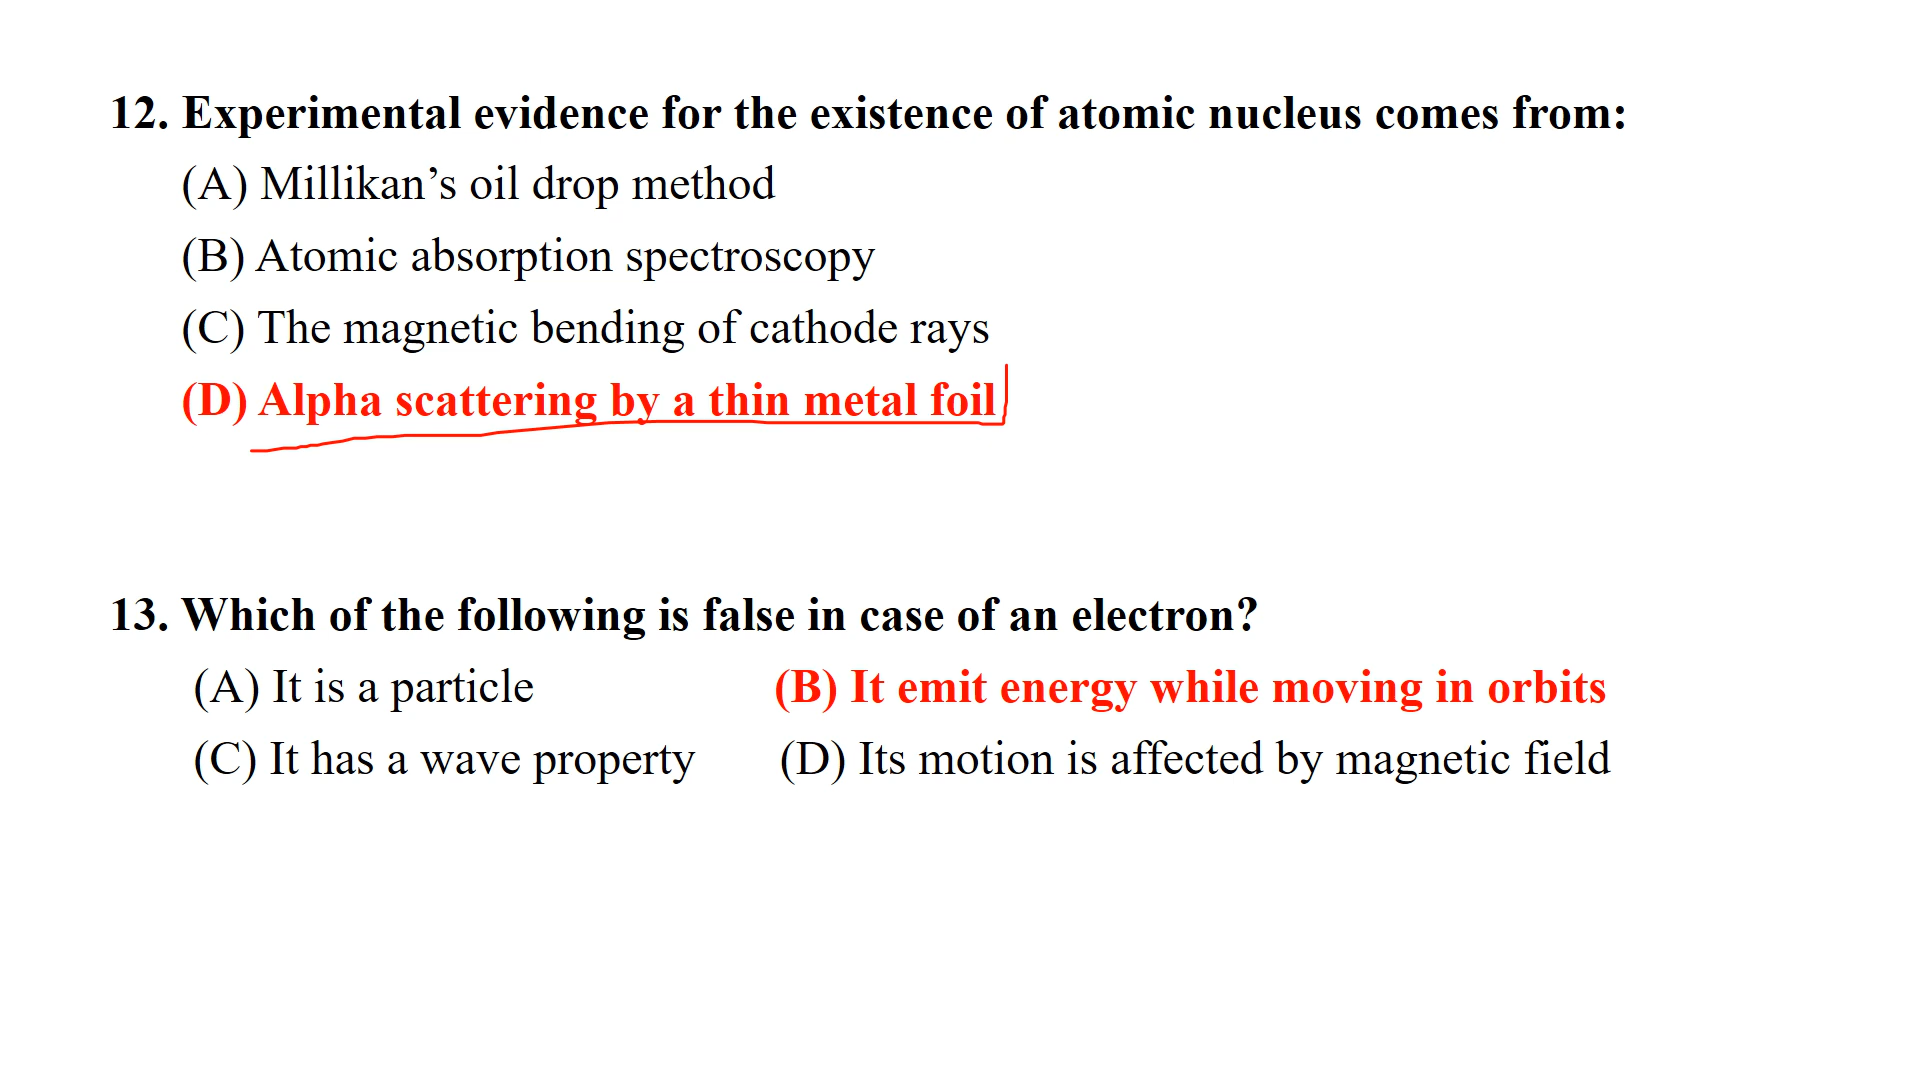 12. Experimental evidence for the existence of atomic nucleus comes from:
(A) Millikan’s oil drop method
(B) Atomic absorption spectroscopy
(C) The magnetic bending of cathode rays
(D) Alpha scattering by a thin metal foil
13. Which of the following is false in case of an electron?
(A) It is a particle (B) It emit energy while moving in orbits
(C) It has a wave property (D) Its motion is affected by magnetic field